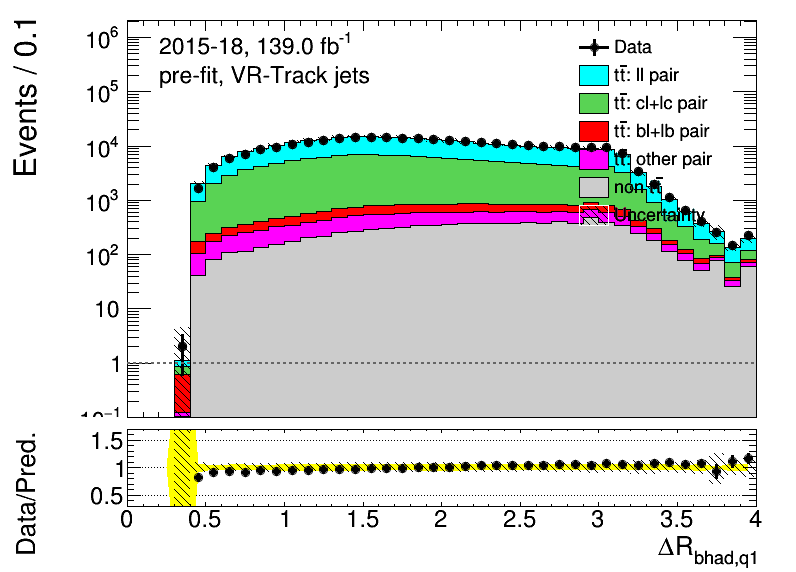 Events / 0.1
10⁶
10⁵
10⁴
10³
10²
10
1
10⁻¹
2015-18, 139.0 fb⁻¹
pre-fit, VR-Track jets
Data
tt̄: ll pair
tt̄: cl+lc pair
tt̄: bl+lb pair
tt̄: other pair
non tt̄
Uncertainty
Data/Pred.
1.5
1
0.5
0 0.5 1 1.5 2 2.5 3 3.5 4
ΔR_bhad,q1